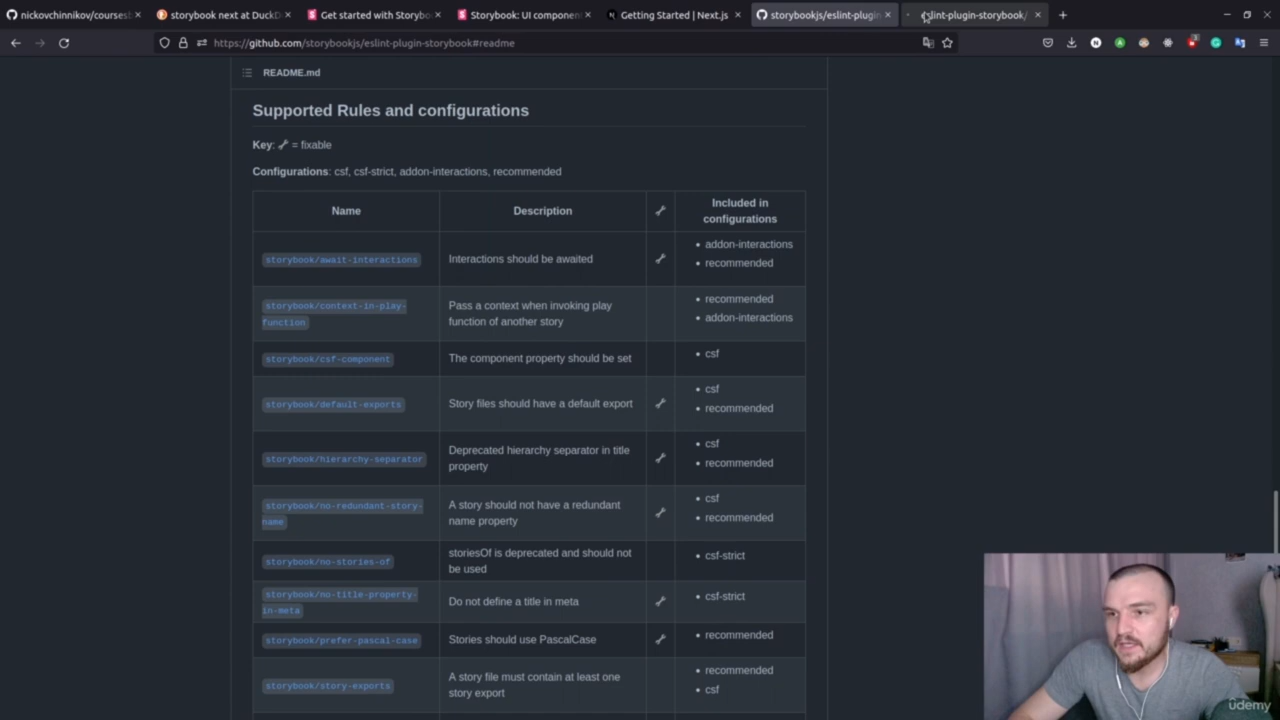 nickovchinnikov/courses
storybook next at DuckD
Get started with Storybo
Storybook: UI componen
Getting Started | Next.js
storybookjs/eslint-plugin
eslint-plugin-storybook/
https://github.com/storybookjs/eslint-plugin-storybook#readme
README.md
Supported Rules and configurations
Key: = fixable
Configurations: csf, csf-strict, addon-interactions, recommended
Name
Description
Included in
configurations
storybook/await-interactions
Interactions should be awaited
• addon-interactions
• recommended
storybook/context-in-play-
function
Pass a context when invoking play
function of another story
• recommended
• addon-interactions
storybook/csf-component
The component property should be set
• csf
storybook/default-exports
Story files should have a default export
• csf
• recommended
storybook/hierarchy-separator
Deprecated hierarchy separator in title
property
• csf
• recommended
storybook/no-redundant-story-
name
A story should not have a redundant
name property
• csf
• recommended
storybook/no-stories-of
storiesOf is deprecated and should not
be used
• csf-strict
storybook/no-title-property-
in-meta
Do not define a title in meta
• csf-strict
storybook/prefer-pascal-case
Stories should use PascalCase
• recommended
storybook/story-exports
A story file must contain at least one
story export
• recommended
• csf
udemy